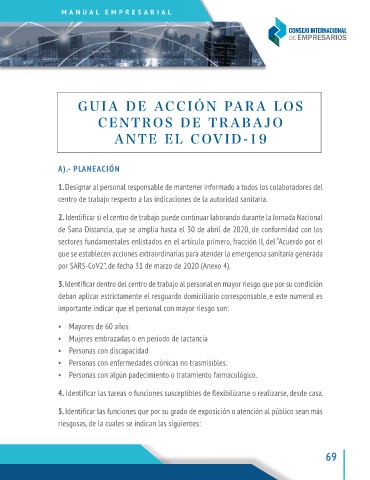 MANUAL EMPRESARIAL
CONSEJO INTERNACIONAL
DE EMPRESARIOS
GUIA DE ACCIÓN PARA LOS
CENTROS DE TRABAJO
ANTE EL COVID-19
A).- PLANEACIÓN
1. Designar al personal responsable de mantener informado a todos los colaboradores del
centro de trabajo respecto a las indicaciones de la autoridad sanitaria.
2. Identificar si el centro de trabajo puede continuar laborando durante la Jornada Nacional
de Sana Distancia, que se amplía hasta el 30 de abril de 2020, de conformidad con los
sectores fundamentales enlistados en el artículo primero, fracción II, del "Acuerdo por el
que se establecen acciones extraordinarias para atender la emergencia sanitaria generada
por SARS-CoV2", de fecha 31 de marzo de 2020 (Anexo 4).
3. Identificar dentro del centro de trabajo al personal en mayor riesgo que por su condición
deban aplicar estrictamente el resguardo domiciliario corresponsable, e este numeral es
importante indicar que el personal con mayor riesgo son:
• Mayores de 60 años
• Mujeres embrazadas o en periodo de lactancia
• Personas con discapacidad
• Personas con enfermedades crónicas no trasmisibles.
• Personas con algún padecimiento o tratamiento farmacológico.
4. Identificar las tareas o funciones susceptibles de flexibilizarse o realizarse, desde casa.
5. Identificar las funciones que por su grado de exposición o atención al público sean más
riesgosas, de la cuales se indican las siguientes:
69